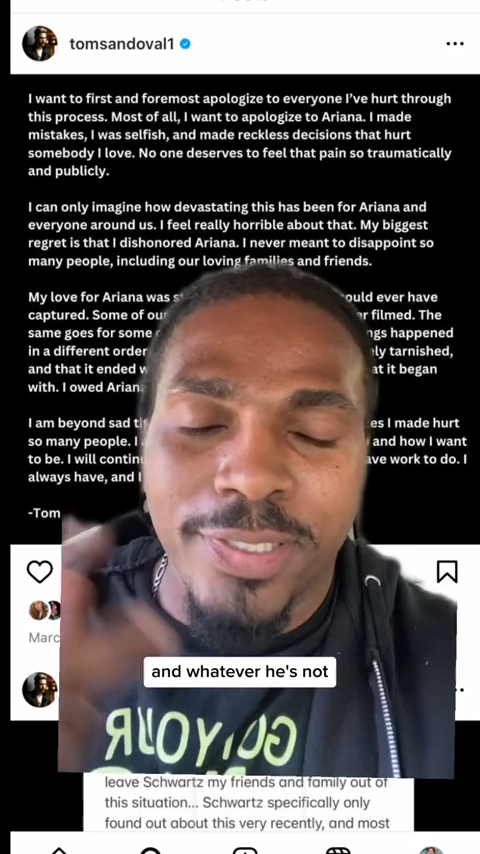 tomsandoval1
I want to first and foremost apologize to everyone I've hurt through
this process. Most of all, I want to apologize to Ariana. I made
mistakes, I was selfish, and made reckless decisions that hurt
somebody I love. No one deserves to feel that pain so traumatically
and publicly.
I can only imagine how devastating this has been for Ariana and
everyone around us. I feel really horrible about that. My biggest
regret is that I dishonored Ariana. I never meant to disappoint so
many people, including our loving families and friends.
My love for Ariana was could ever have
captured. Some of our filmed. The
same goes for some happened
in a different order tarnished,
and that it ended at it began
with. I owed Ariana
I am beyond sad I made hurt
so many people. I and how I want
to be. I will have work to do. I
always have, and I
-Tom
and whatever he's not
GO YOUR
leave Schwartz my friends and family out of
this situation... Schwartz specifically only
found out about this very recently, and most